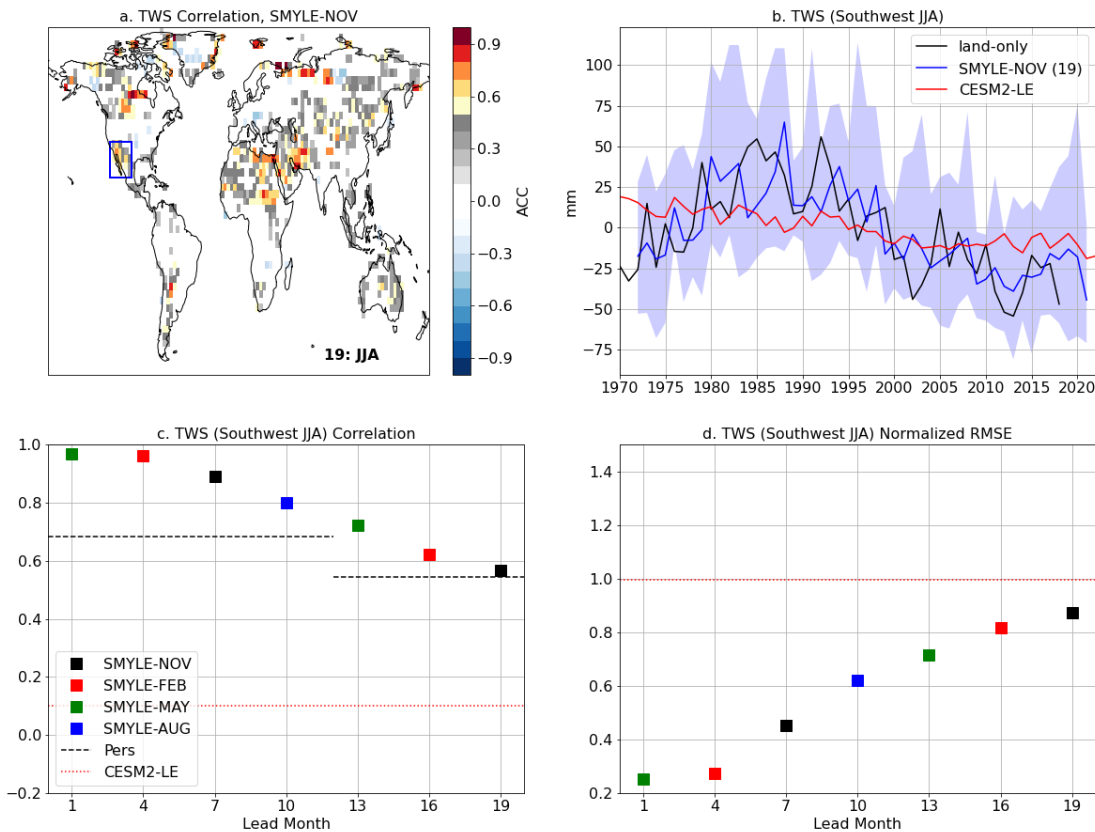 a. TWS Correlation, SMYLE-NOV
0.9
0.6
0.3
0.0
−0.3
−0.6
−0.9
ACC
19: JJA
b. TWS (Southwest JJA)
land-only
SMYLE-NOV (19)
CESM2-LE
100
75
50
25
0
−25
−50
−75
mm
1970 1975 1980 1985 1990 1995 2000 2005 2010 2015 2020
c. TWS (Southwest JJA) Correlation
1.0
0.8
0.6
0.4
0.2
0.0
−0.2
SMYLE-NOV
SMYLE-FEB
SMYLE-MAY
SMYLE-AUG
Pers
CESM2-LE
1 4 7 10 13 16 19
Lead Month
d. TWS (Southwest JJA) Normalized RMSE
1.4
1.2
1.0
0.8
0.6
0.4
0.2
1 4 7 10 13 16 19
Lead Month